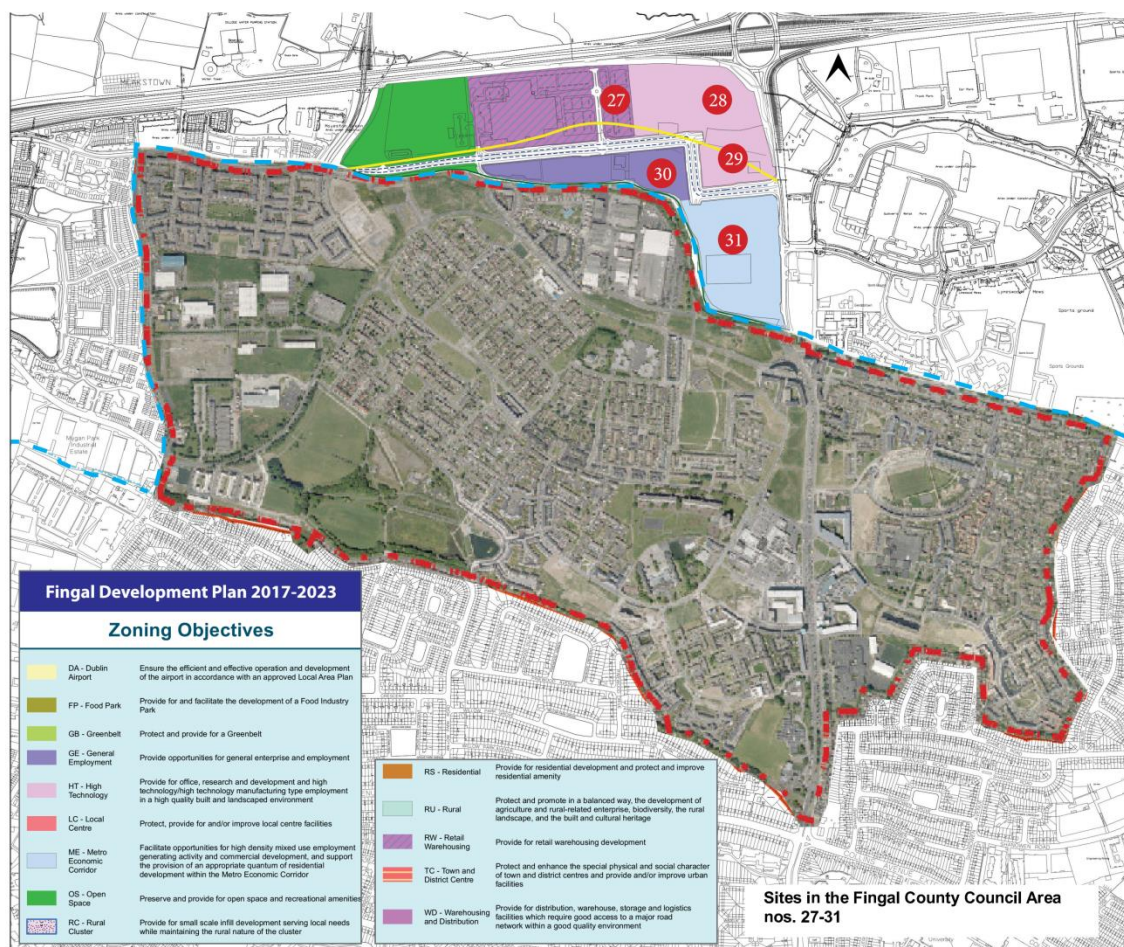 MEAKSTOWN
27
28
29
30
31
Mygan Park
Industrial
Estate
Sports ground
Sports Grounds
Fingal Development Plan 2017-2023
Zoning Objectives
DA - Dublin
Airport
Ensure the efficient and effective operation and development
of the airport in accordance with an approved Local Area Plan
FP - Food Park
Provide for and facilitate the development of a Food Industry
Park
GB - Greenbelt
Protect and provide for a Greenbelt
GE - General
Employment
Provide opportunities for general enterprise and employment
HT - High
Technology
Provide for office, research and development and high
technology/high technology manufacturing type employment
in a high quality built and landscaped environment
LC - Local
Centre
Protect, provide for and/or improve local centre facilities
ME - Metro
Economic
Corridor
Facilitate opportunities for high density mixed use employment
generating activity and commercial development, and support
the provision of an appropriate quantum of residential
development within the Metro Economic Corridor
OS - Open
Space
Preserve and provide for open space and recreational amenities
RC - Rural
Cluster
Provide for small scale infill development serving local needs
while maintaining the rural nature of the cluster
RS - Residential
Provide for residential development and protect and improve
residential amenity
RU - Rural
Protect and promote in a balanced way, the development of
agriculture and rural-related enterprise, biodiversity, the rural
landscape, and the built and cultural heritage
RW - Retail
Warehousing
Provide for retail warehousing development
TC - Town and
District Centre
Protect and enhance the special physical and social character
of town and district centres and provide and/or improve urban
facilities
WD - Warehousing
and Distribution
Provide for distribution, warehouse, storage and logistics
facilities which require good access to a major road
network within a good quality environment
Sites in the Fingal County Council Area
nos. 27-31